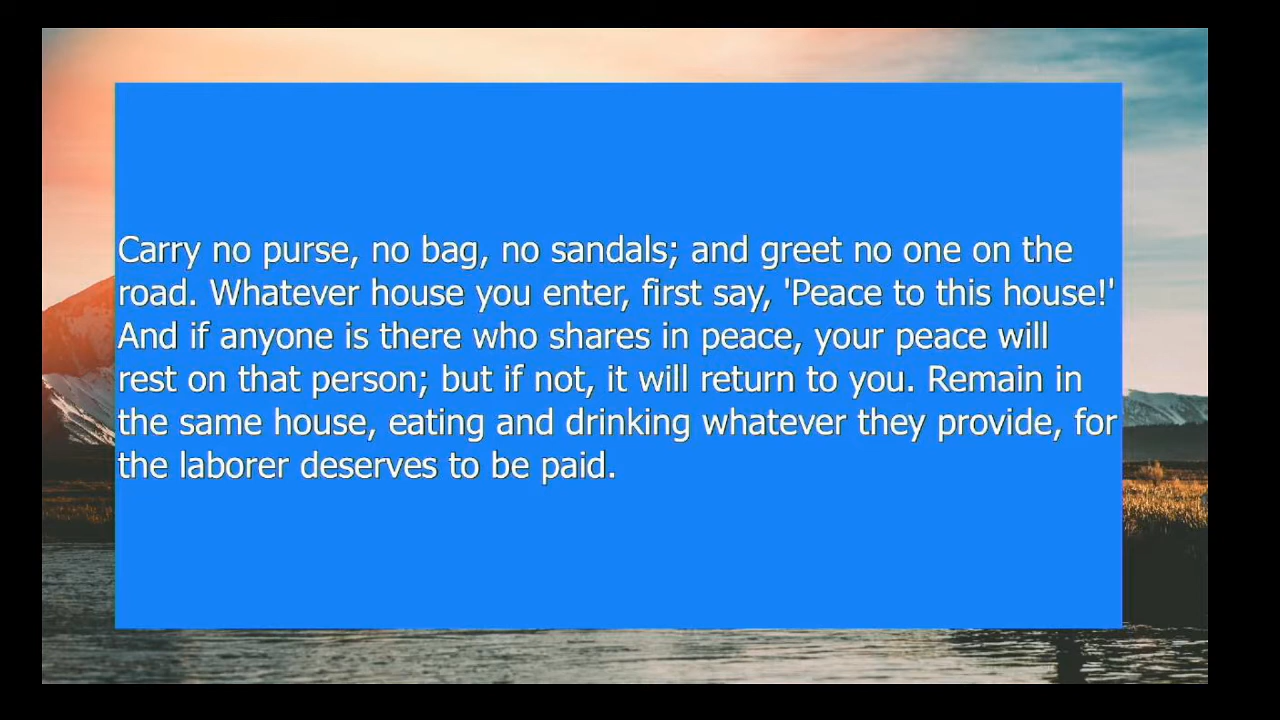 Carry no purse, no bag, no sandals; and greet no one on the
road. Whatever house you enter, first say, 'Peace to this house!'
And if anyone is there who shares in peace, your peace will
rest on that person; but if not, it will return to you. Remain in
the same house, eating and drinking whatever they provide, for
the laborer deserves to be paid.